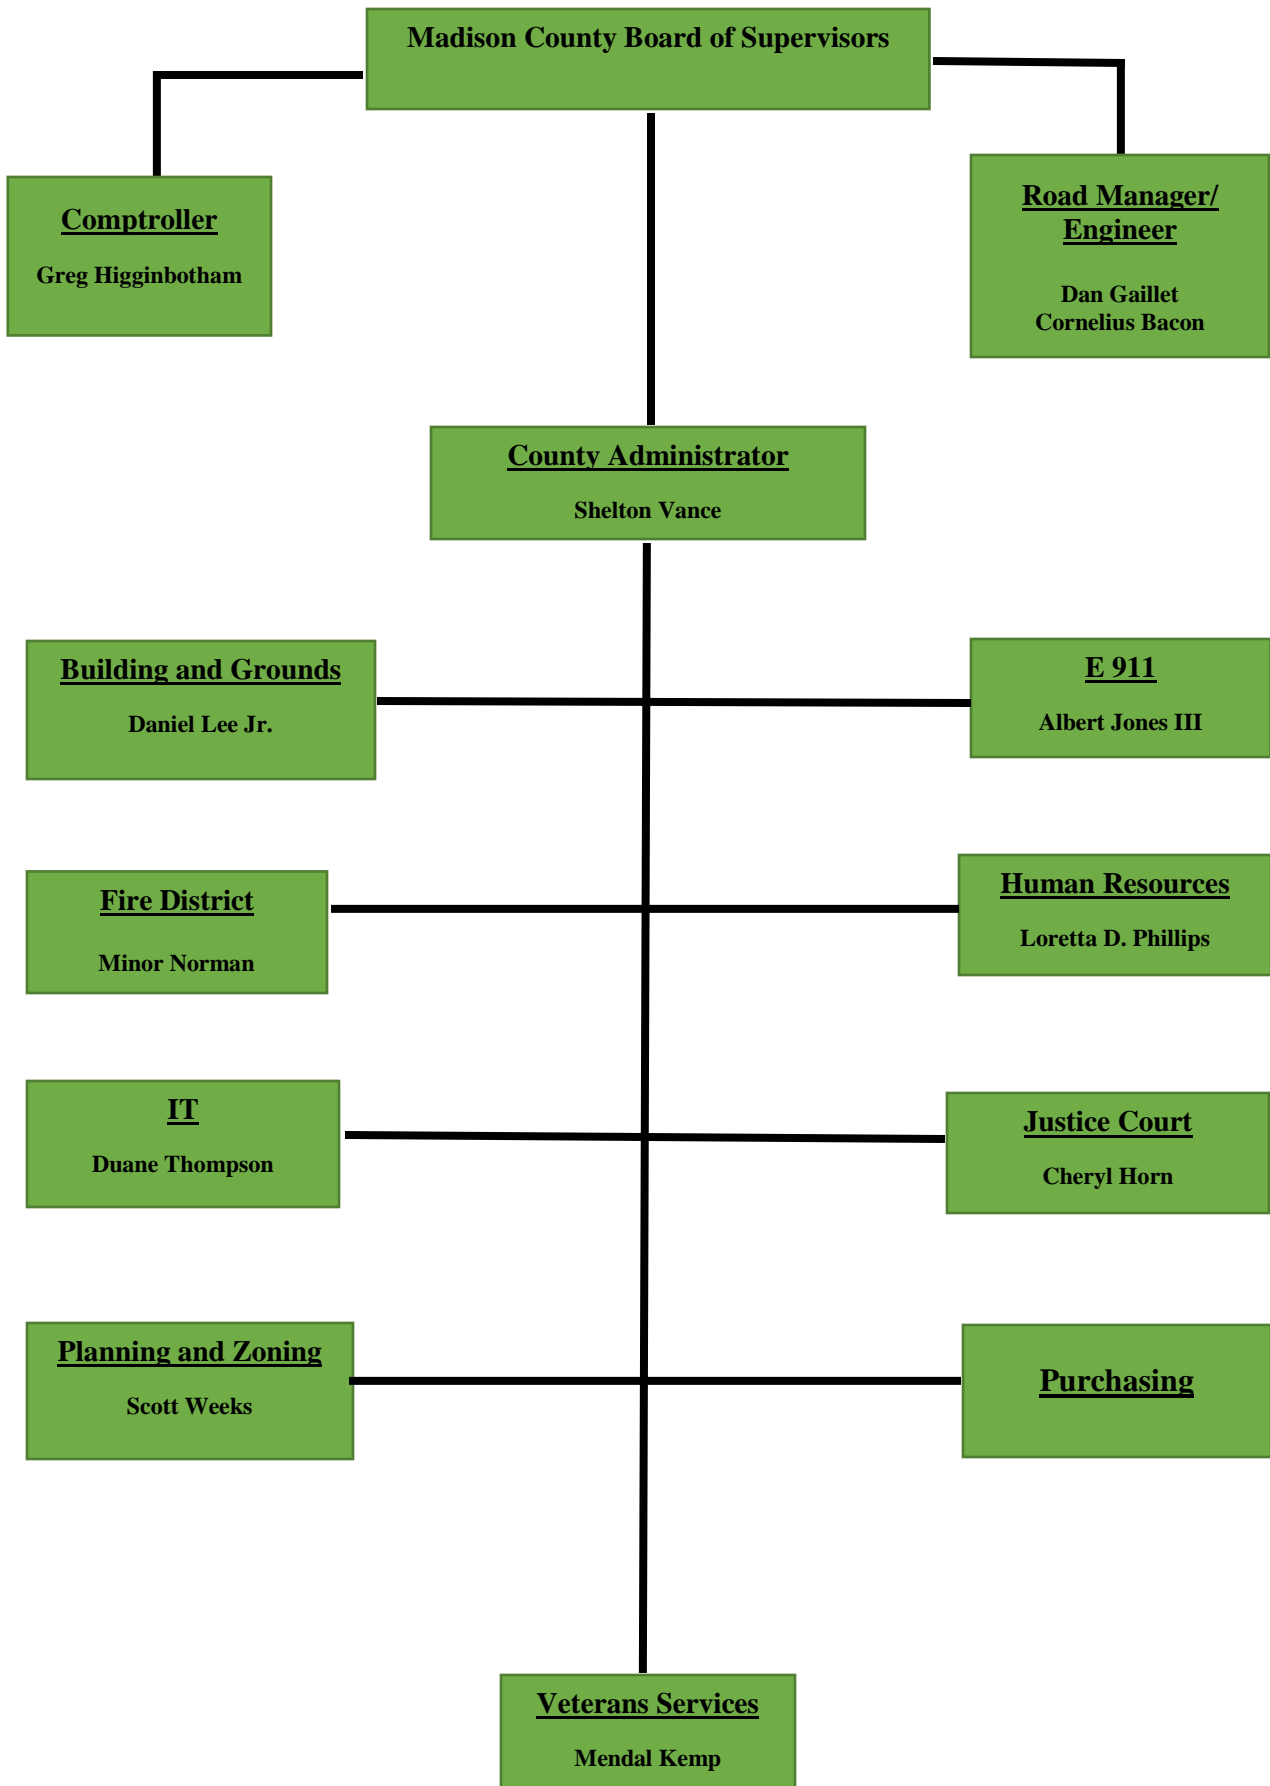 Madison County Board of Supervisors
Comptroller
Greg Higginbotham
Road Manager/
Engineer
Dan Gaillet
Cornelius Bacon
County Administrator
Shelton Vance
Building and Grounds
Daniel Lee Jr.
E 911
Albert Jones III
Fire District
Minor Norman
Human Resources
Loretta D. Phillips
IT
Duane Thompson
Justice Court
Cheryl Horn
Planning and Zoning
Scott Weeks
Purchasing
Veterans Services
Mendal Kemp